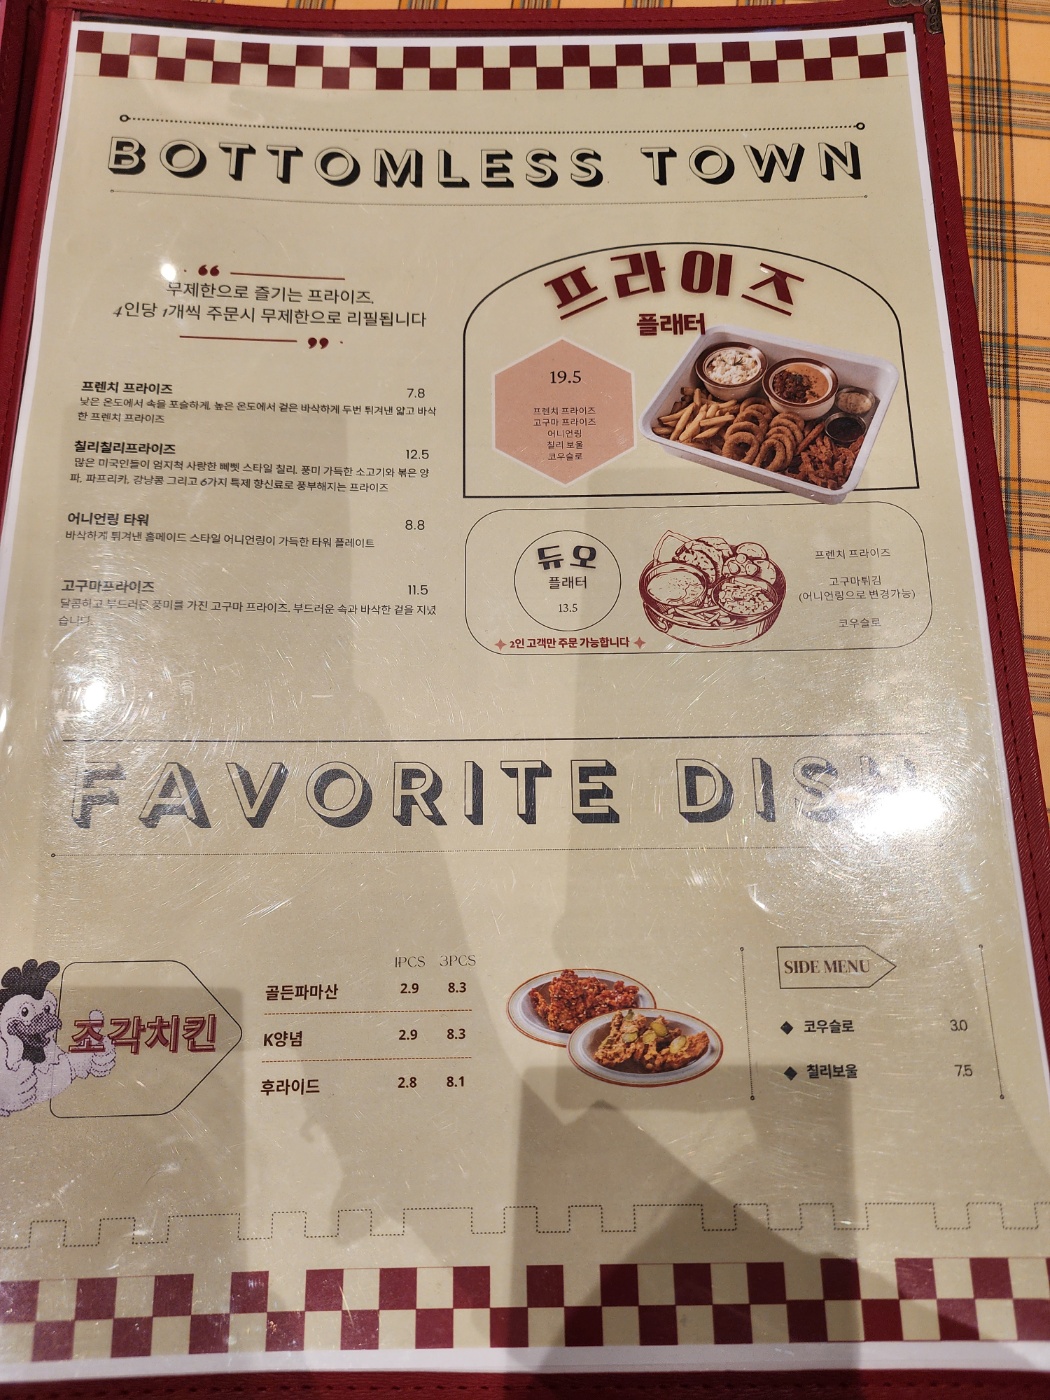 BOTTOMLESS TOWN
무제한으로 즐기는 프라이즈,
4인당 1개씩 주문시 무제한으로 리필됩니다
프렌치 프라이즈 7.8
낮은 온도에서 속을 포슬하게, 높은 온도에서 겉은 바삭하게 두번 튀겨낸 얇고 바삭
한 프렌치 프라이즈
칠리칠리프라이즈 12.5
많은 미국인들이 엄지척 사랑한 빼삣 스타일 칠리, 풍미 가득한 소고기와 볶은 양
파, 파프리카, 강낭콩 그리고 6가지 특제 향신료로 풍부해지는 프라이즈
어니언링 타워 8.8
바삭하게 튀겨낸 홈메이드 스타일 어니언링이 가득한 타워 플레이트
고구마프라이즈 11.5
달콤하고 부드러운 풍미를 가진 고구마 프라이즈, 부드러운 속과 바삭한 겉을 지녔
습니다.
프라이즈
플래터
19.5
프렌치 프라이즈
고구마 프라이즈
어니언링
칠리 보울
코우슬로
듀오
플래터
13.5
2인 고객만 주문 가능합니다
프렌치 프라이즈
고구마튀김
(어니언링으로 변경가능)
코우슬로
FAVORITE DISH
조각치킨
1PCS 3PCS
골든파마산 2.9 8.3
K양념 2.9 8.3
후라이드 2.8 8.1
SIDE MENU
코우슬로 3.0
칠리보울 7.5